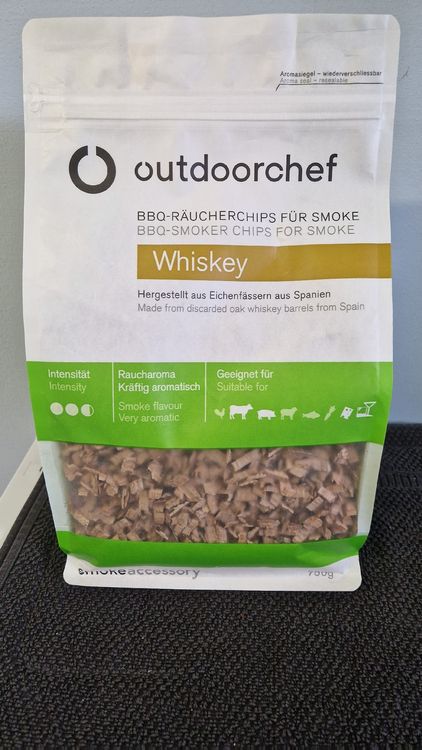 Aromasiegel – wiederverschliessbar
Aroma seal – resealable
outdoorchef
BBQ-RÄUCHERCHIPS FÜR SMOKE
BBQ-SMOKER CHIPS FOR SMOKE
Whiskey
Hergestellt aus Eichenfässern aus Spanien
Made from discarded oak whiskey barrels from Spain
Intensität
Intensity
Raucharoma
Kräftig aromatisch
Smoke flavour
Very aromatic
Geeignet für
Suitable for
smokeaccessory
750g